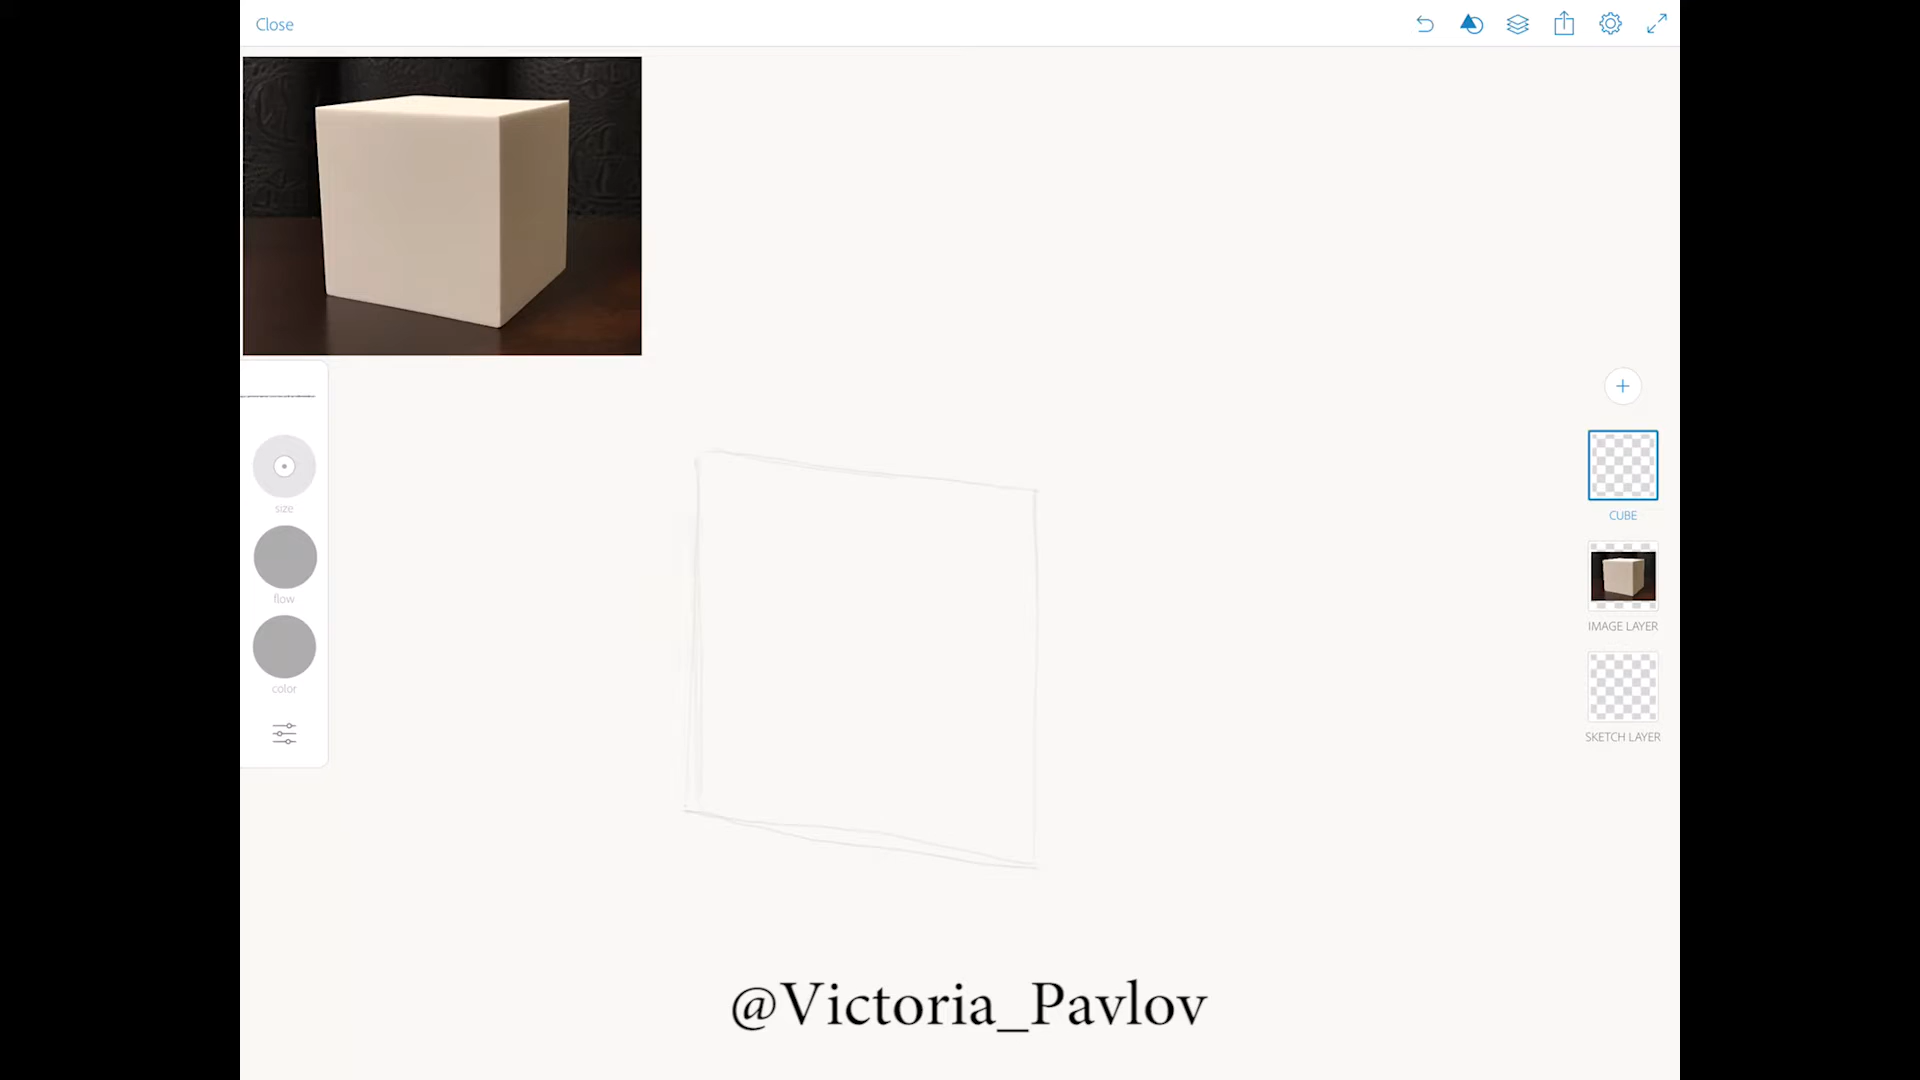 Close
size
flow
color
CUBE
IMAGE LAYER
SKETCH LAYER
@Victoria_Pavlov